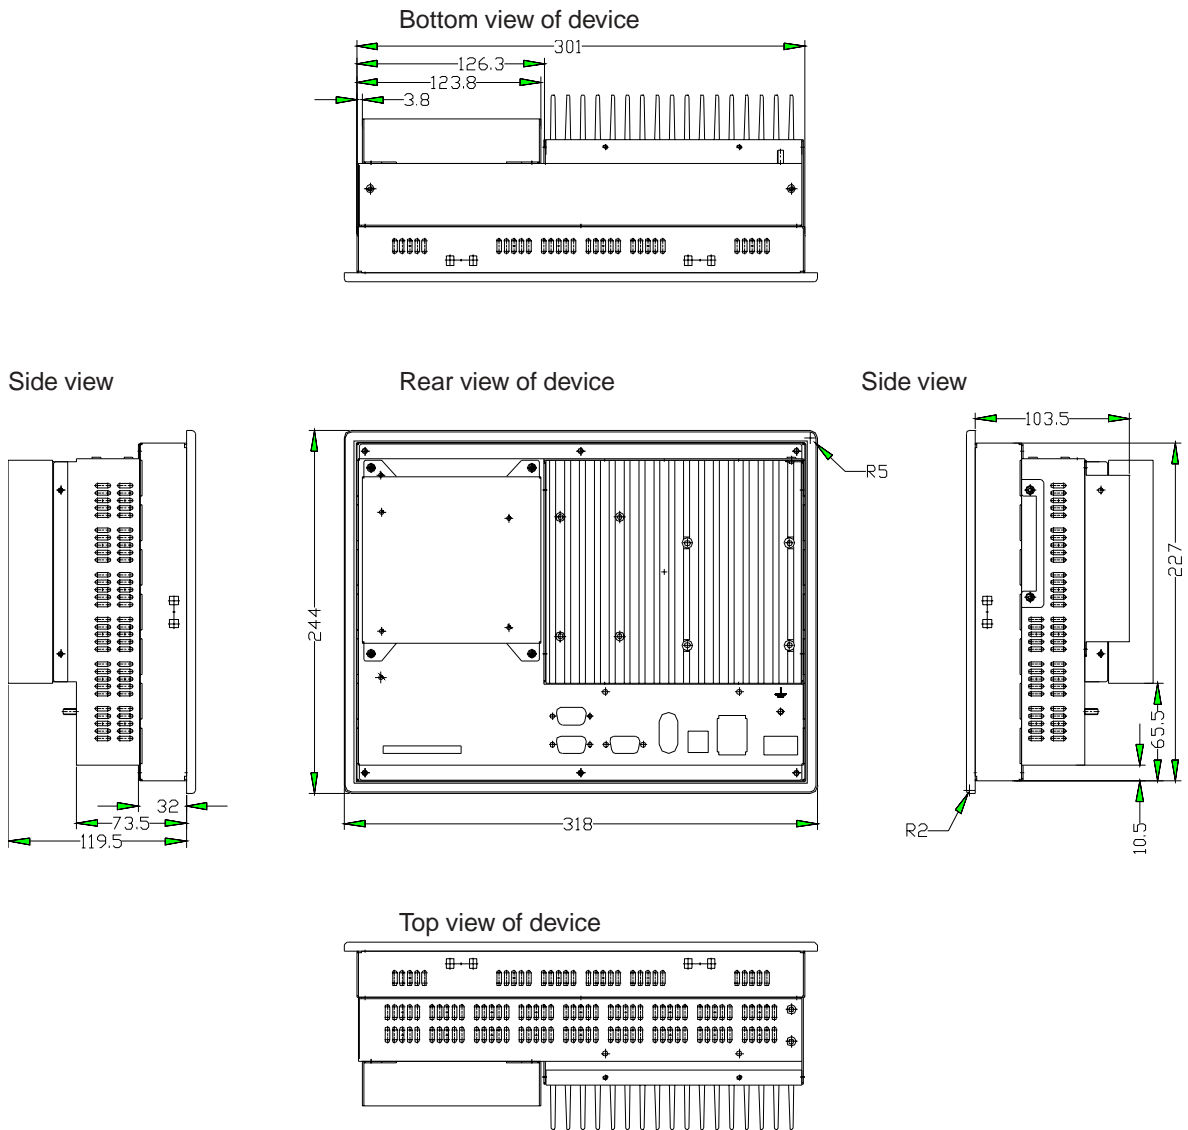 Bottom view of device
301
126.3
123.8
3.8
Side view
Rear view of device
Side view
103.5
R5
244
227
65.5
32
73.5
119.5
318
R2
10.5
Top view of device